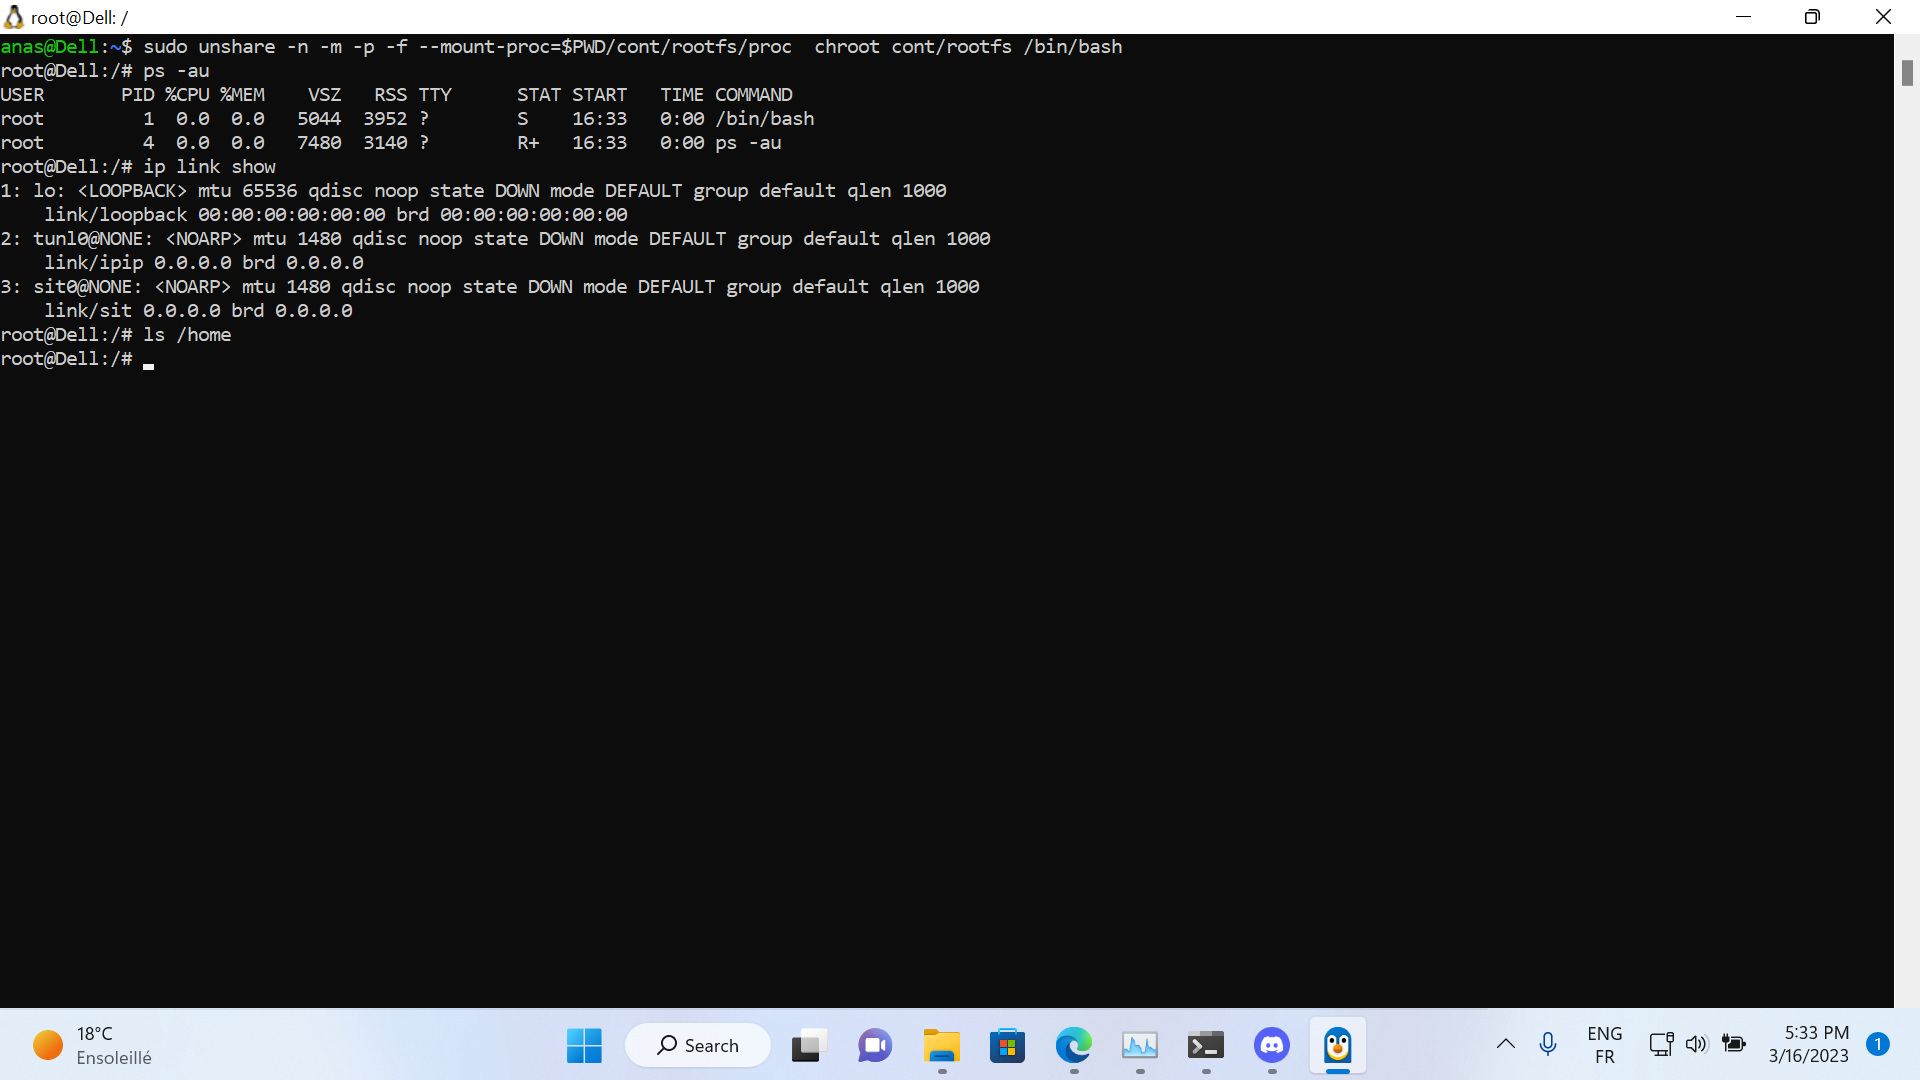 root@Dell: /
anas@Dell:~$ sudo unshare -n -m -p -f --mount-proc=$PWD/cont/rootfs/proc  chroot cont/rootfs /bin/bash
root@Dell:/# ps -au
USER       PID %CPU %MEM    VSZ   RSS TTY      STAT START   TIME COMMAND
root         1  0.0  0.0   5044  3952 ?        S    16:33   0:00 /bin/bash
root         4  0.0  0.0   7480  3140 ?        R+   16:33   0:00 ps -au
root@Dell:/# ip link show
1: lo: <LOOPBACK> mtu 65536 qdisc noop state DOWN mode DEFAULT group default qlen 1000
    link/loopback 00:00:00:00:00:00 brd 00:00:00:00:00:00
2: tunl0@NONE: <NOARP> mtu 1480 qdisc noop state DOWN mode DEFAULT group default qlen 1000
    link/ipip 0.0.0.0 brd 0.0.0.0
3: sit0@NONE: <NOARP> mtu 1480 qdisc noop state DOWN mode DEFAULT group default qlen 1000
    link/sit 0.0.0.0 brd 0.0.0.0
root@Dell:/# ls /home
root@Dell:/#
18°C
Ensoleillé
Search
ENG
FR
5:33 PM
3/16/2023
1